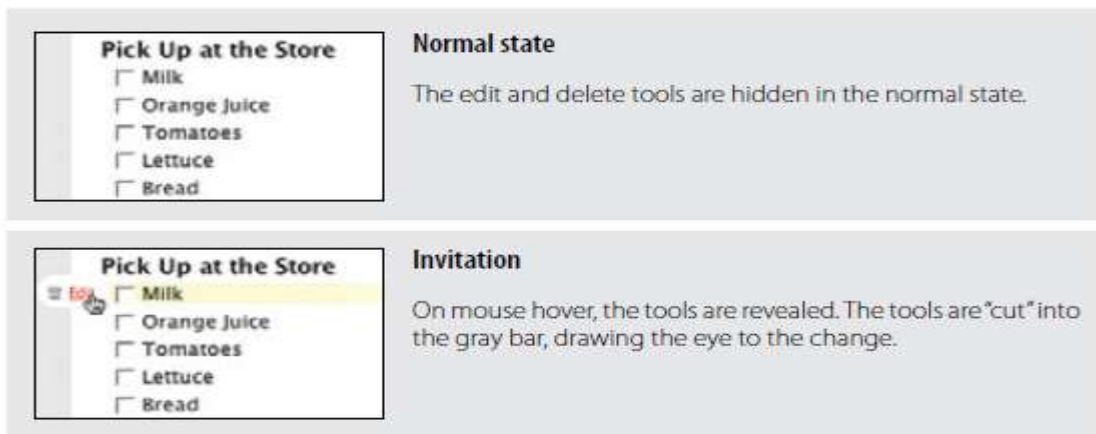 Pick Up at the Store
Milk
Orange Juice
Tomatoes
Lettuce
Bread
Normal state
The edit and delete tools are hidden in the normal state.
Pick Up at the Store
Edit
Milk
Orange Juice
Tomatoes
Lettuce
Bread
Invitation
On mouse hover, the tools are revealed. The tools are “cut” into
the gray bar, drawing the eye to the change.